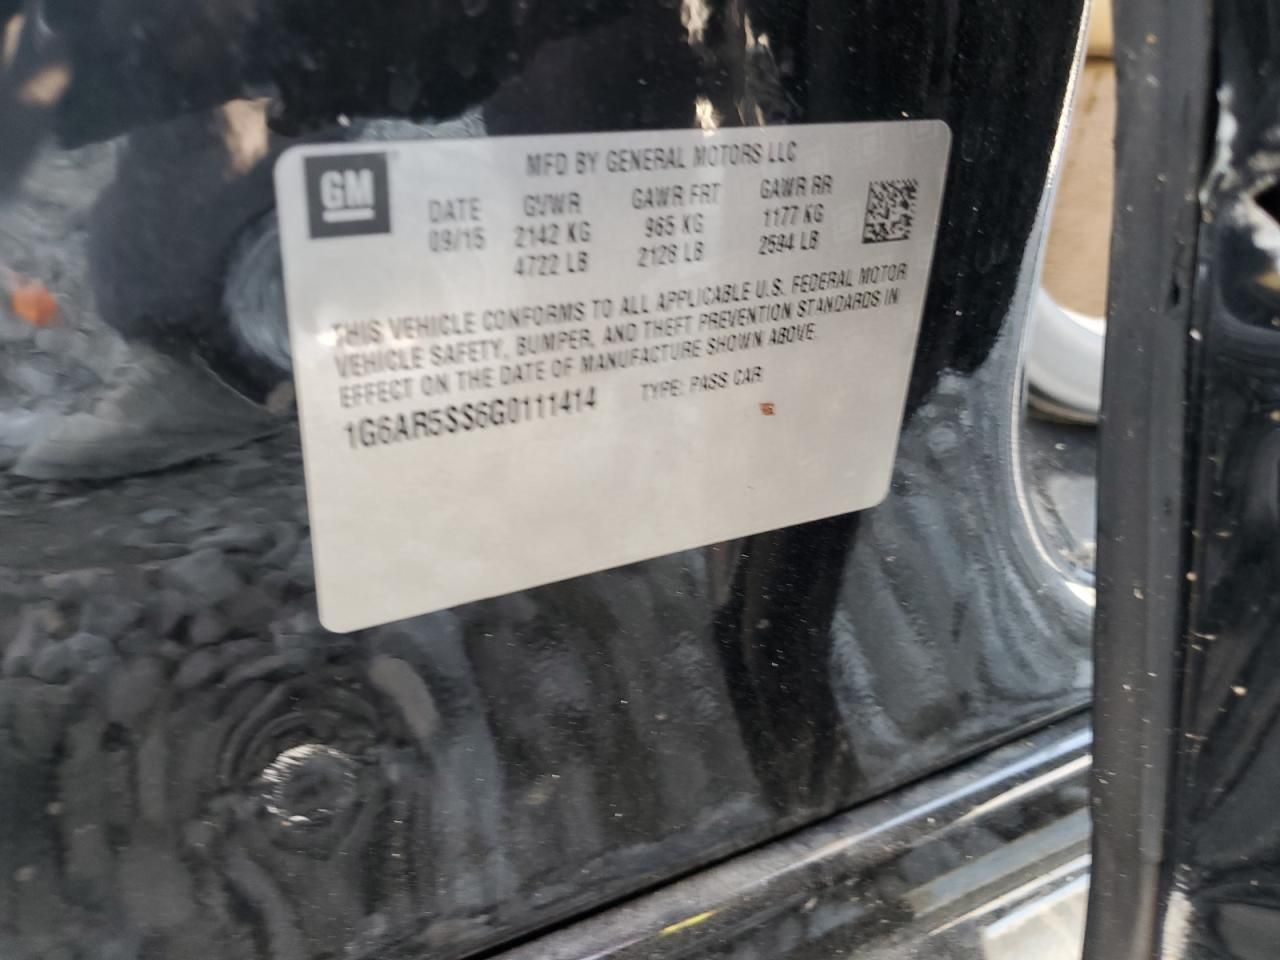 GM
MFD BY GENERAL MOTORS LLC
DATE GVWR GAWR FRT GAWR RR
09/15 2142 KG 965 KG 1177 KG
4722 LB 2128 LB 2594 LB
THIS VEHICLE CONFORMS TO ALL APPLICABLE U.S. FEDERAL MOTOR
VEHICLE SAFETY, BUMPER, AND THEFT PREVENTION STANDARDS IN
EFFECT ON THE DATE OF MANUFACTURE SHOWN ABOVE.
1G6AR5SS6G0111414 TYPE: PASS CAR